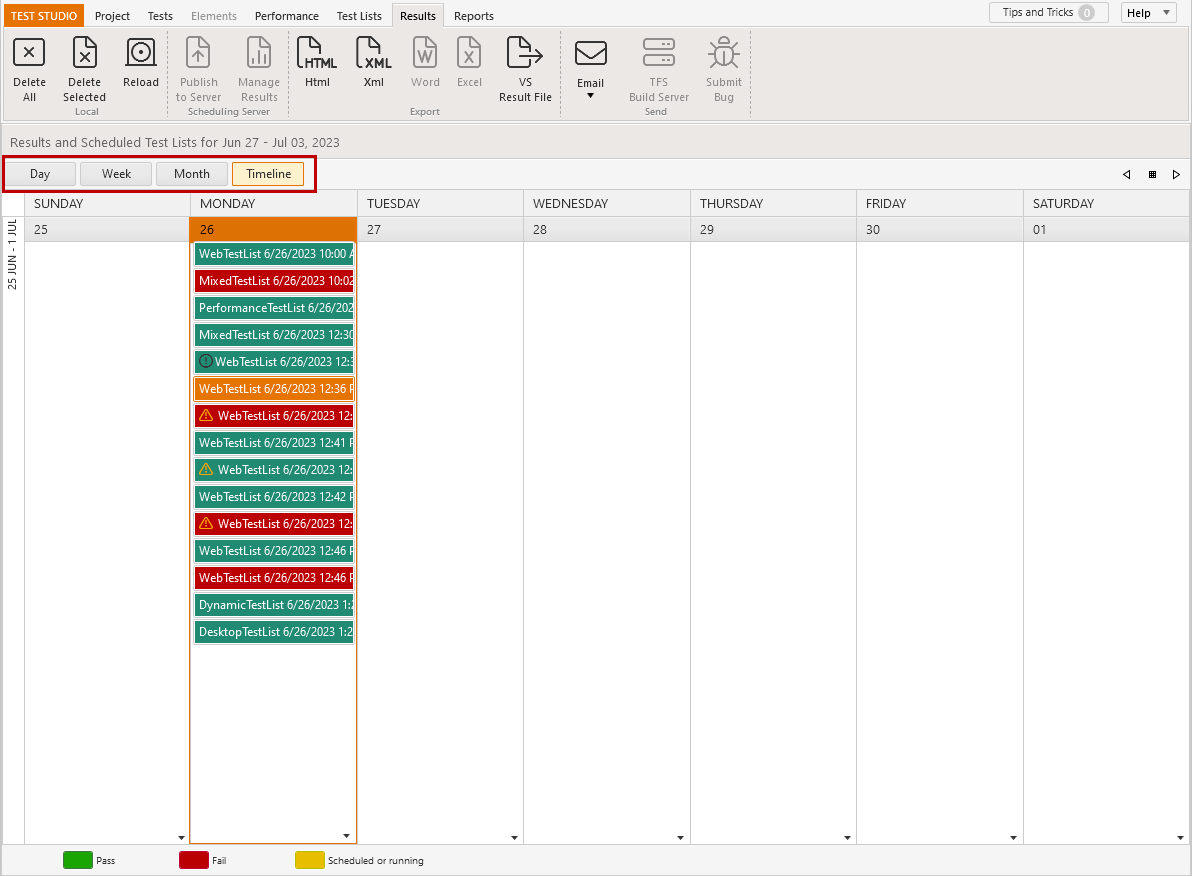 TEST STUDIO Project Tests Elements Performance Test Lists Results Reports Tips and Tricks 0 Help
Delete All
Delete Selected
Reload
Local
Publish to Server
Manage Results
Scheduling Server
HTML
Html
XML
Xml
W
Word
X
Excel
VS Result File
Export
Email
TFS Build Server
Submit Bug
Send
Results and Scheduled Test Lists for Jun 27 - Jul 03, 2023
Day Week Month Timeline
SUNDAY MONDAY TUESDAY WEDNESDAY THURSDAY FRIDAY SATURDAY
25 JUN - 1 JUL
25 26 27 28 29 30 01
WebTestList 6/26/2023 10:00 A
MixedTestList 6/26/2023 10:02
PerformanceTestList 6/26/202
MixedTestList 6/26/2023 12:30
WebTestList 6/26/2023 12:3
WebTestList 6/26/2023 12:36 P
WebTestList 6/26/2023 12:
WebTestList 6/26/2023 12:41 P
WebTestList 6/26/2023 12:
WebTestList 6/26/2023 12:42 P
WebTestList 6/26/2023 12:
WebTestList 6/26/2023 12:46 P
WebTestList 6/26/2023 12:46 P
DynamicTestList 6/26/2023 1:2
DesktopTestList 6/26/2023 1:2
Pass Fail Scheduled or running